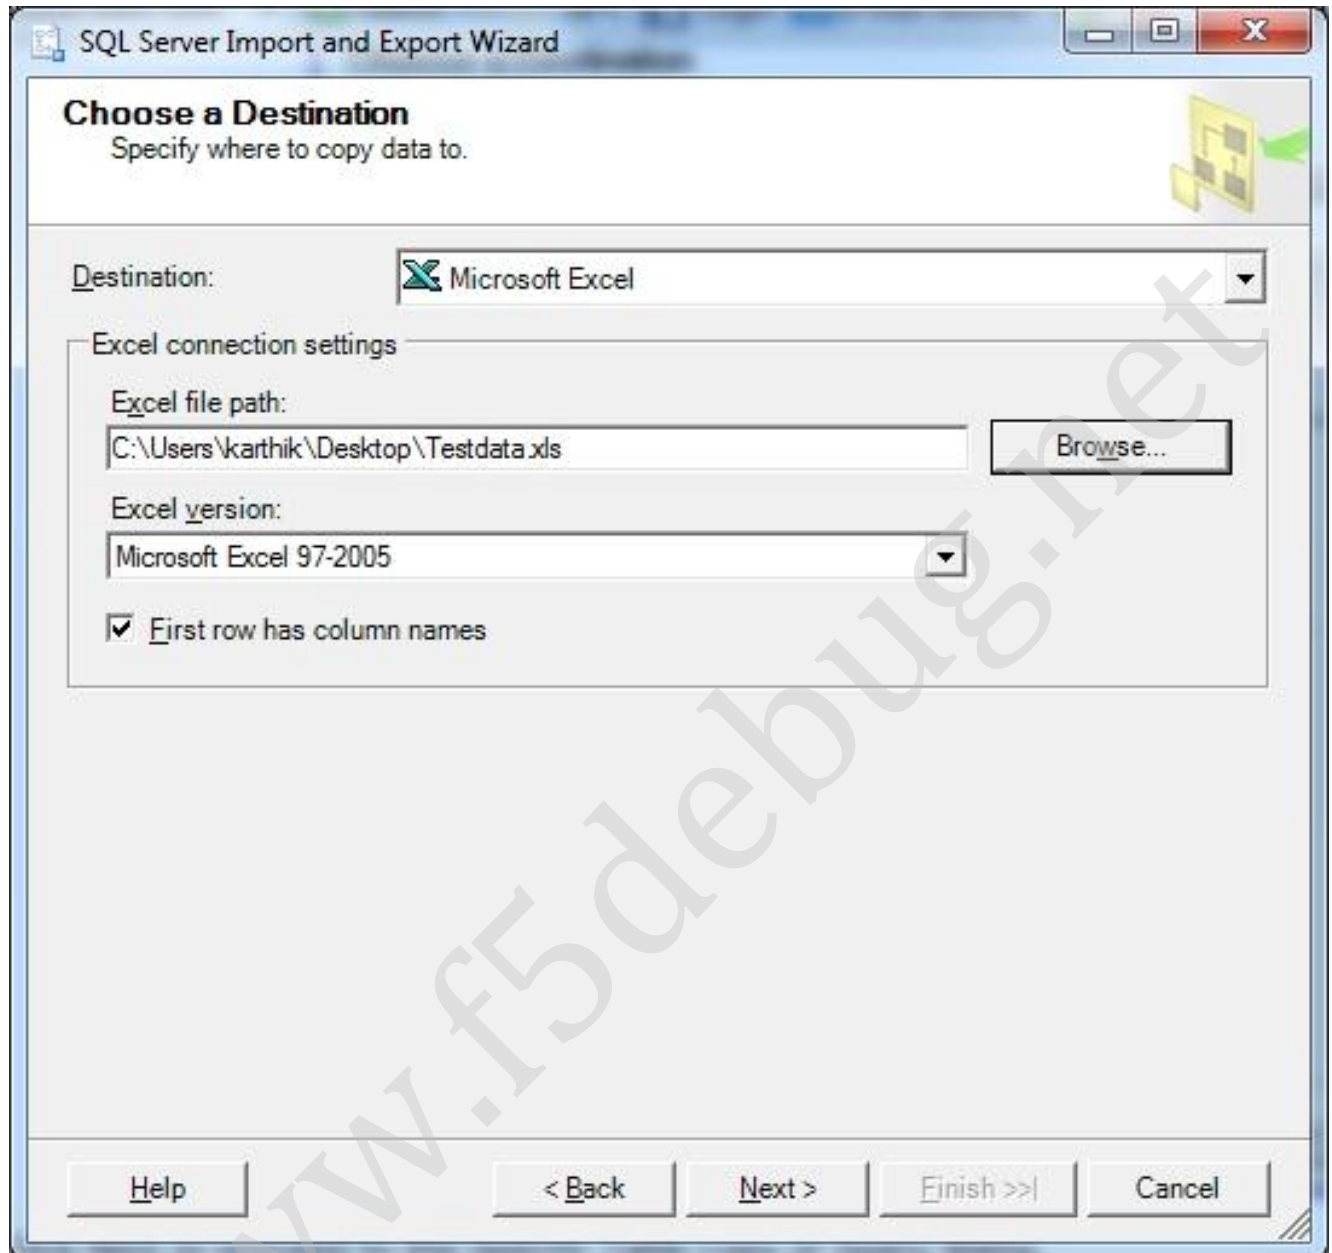 SQL Server Import and Export Wizard
Choose a Destination
Specify where to copy data to.
Destination:
Microsoft Excel
Excel connection settings
Excel file path:
C:\Users\karthik\Desktop\Testdata.xls
Browse...
Excel version:
Microsoft Excel 97-2005
First row has column names
Help
< Back
Next >
Finish >>|
Cancel
w.f5debug.net